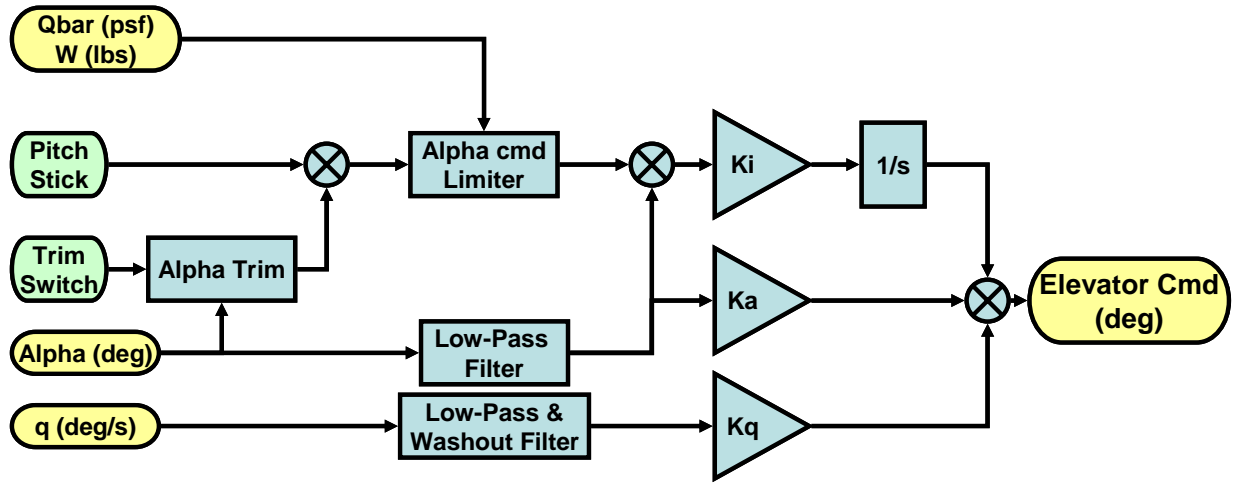 Qbar (psf)
W (lbs)
Pitch
Stick
Alpha cmd
Limiter
Ki
1/s
Trim
Switch
Alpha Trim
Ka
Elevator Cmd
(deg)
Alpha (deg)
Low-Pass
Filter
q (deg/s)
Low-Pass &
Washout Filter
Kq